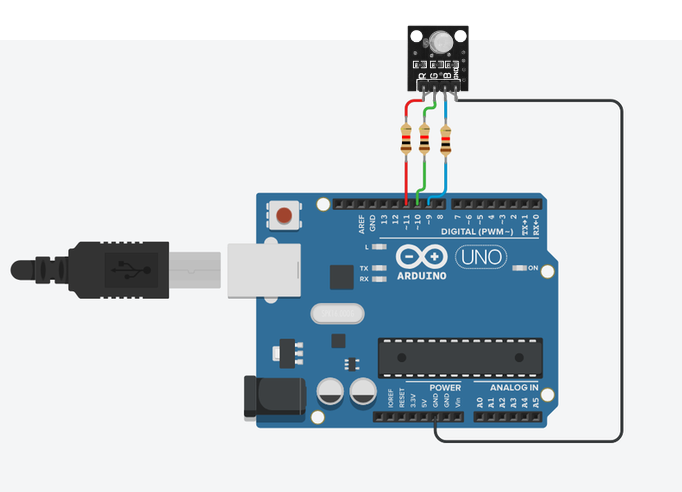 R G B GND
AREF
GND
13
12
~11
~10
~9
8
7
~6
~5
4
~3
2
TX→1
RX←0
DIGITAL (PWM~)
L
TX
RX
ARDUINO
UNO
ON
POWER
ANALOG IN
IOREF
RESET
3.3V
5V
GND
GND
Vin
A0
A1
A2
A3
A4
A5